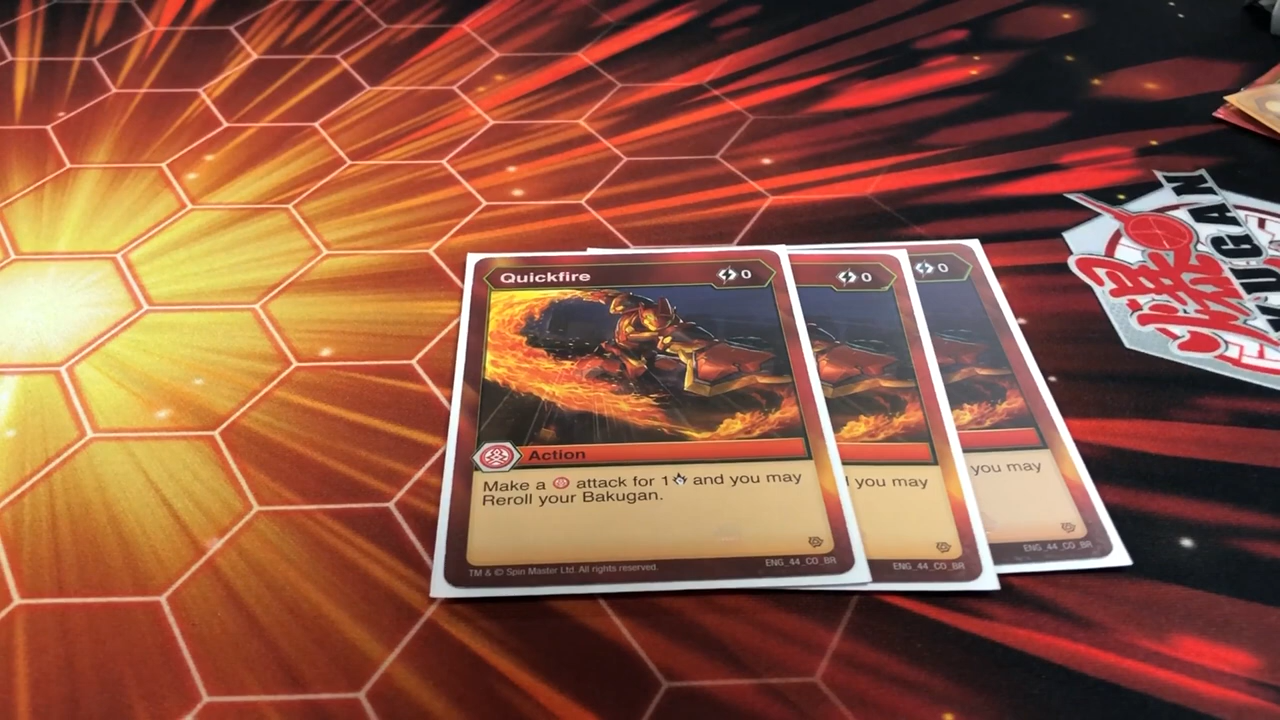 Quickfire
0
Action
Make a attack for 1 and you may
Reroll your Bakugan.
TM & © Spin Master Ltd. All rights reserved.
ENG_44_CO_BR
0
you may
ENG_44_CO_BR
0
you may
ENG_44_CO_BR